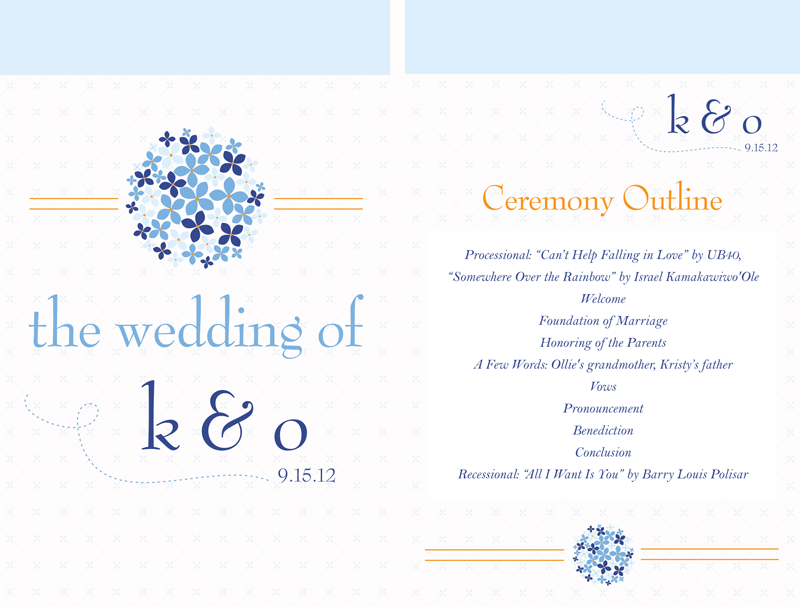 the wedding of
k & o
9.15.12
k & o
9.15.12
Ceremony Outline
Processional: “Can’t Help Falling in Love” by UB40,
“Somewhere Over the Rainbow” by Israel Kamakawiwo'Ole
Welcome
Foundation of Marriage
Honoring of the Parents
A Few Words: Ollie's grandmother, Kristy’s father
Vows
Pronouncement
Benediction
Conclusion
Recessional: “All I Want Is You” by Barry Louis Polisar